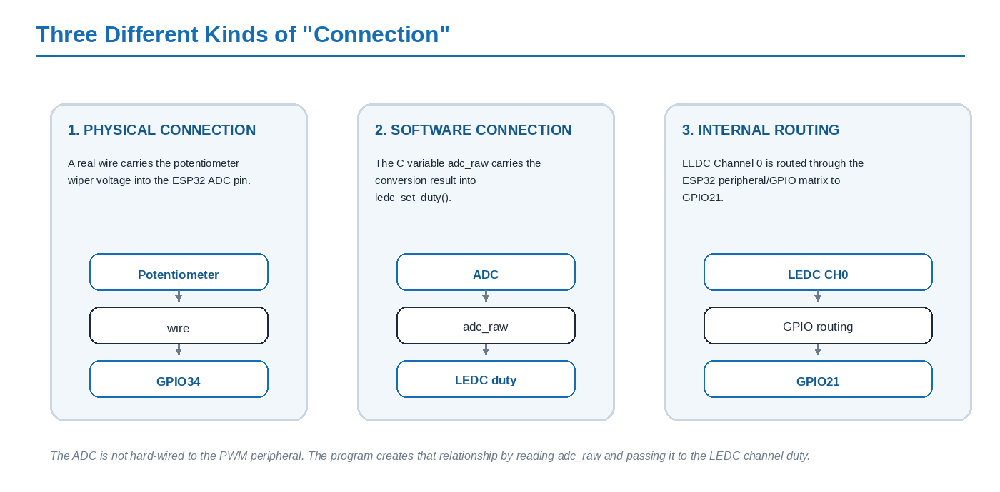 Three Different Kinds of "Connection"
1. PHYSICAL CONNECTION
A real wire carries the potentiometer
wiper voltage into the ESP32 ADC pin.
Potentiometer
wire
GPIO34
2. SOFTWARE CONNECTION
The C variable adc_raw carries the
conversion result into
ledc_set_duty().
ADC
adc_raw
LEDC duty
3. INTERNAL ROUTING
LEDC Channel 0 is routed through the
ESP32 peripheral/GPIO matrix to
GPIO21.
LEDC CH0
GPIO routing
GPIO21
The ADC is not hard-wired to the PWM peripheral. The program creates that relationship by reading adc_raw and passing it to the LEDC channel duty.